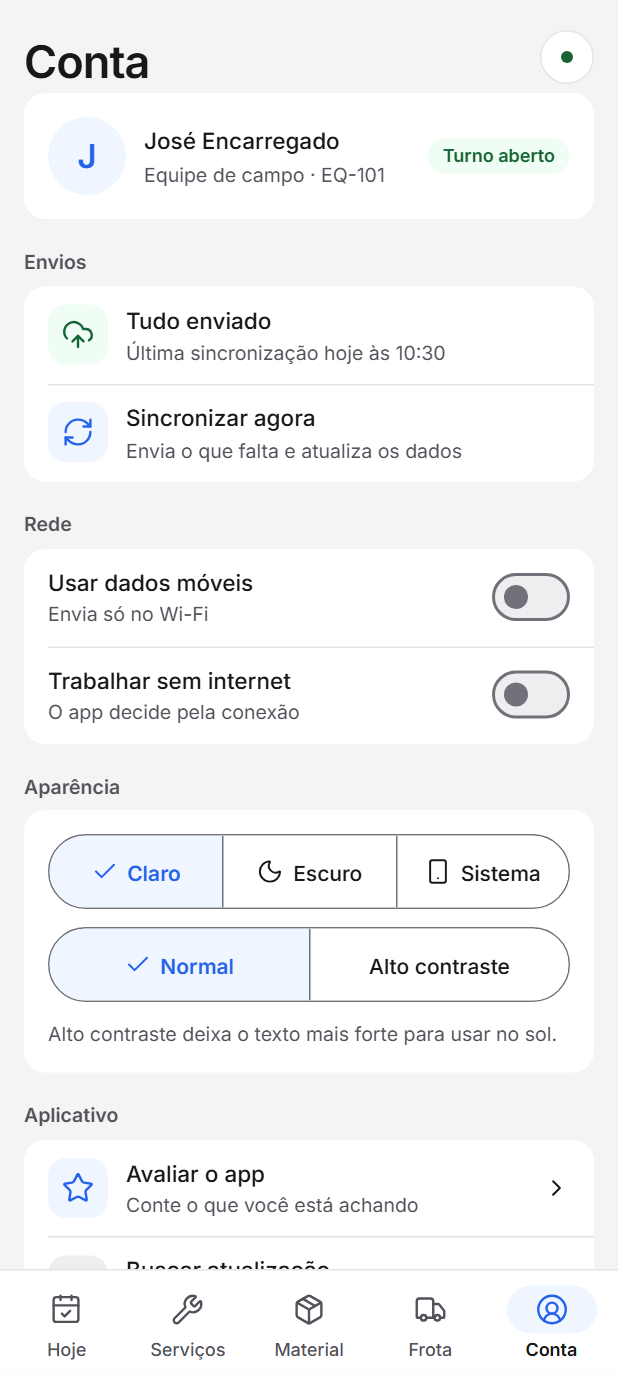 Conta
J
José Encarregado
Equipe de campo · EQ-101
Turno aberto
Envios
Tudo enviado
Última sincronização hoje às 10:30
Sincronizar agora
Envia o que falta e atualiza os dados
Rede
Usar dados móveis
Envia só no Wi-Fi
Trabalhar sem internet
O app decide pela conexão
Aparência
Claro
Escuro
Sistema
Normal
Alto contraste
Alto contraste deixa o texto mais forte para usar no sol.
Aplicativo
Avaliar o app
Conte o que você está achando
Buscar atualização
Hoje
Serviços
Material
Frota
Conta